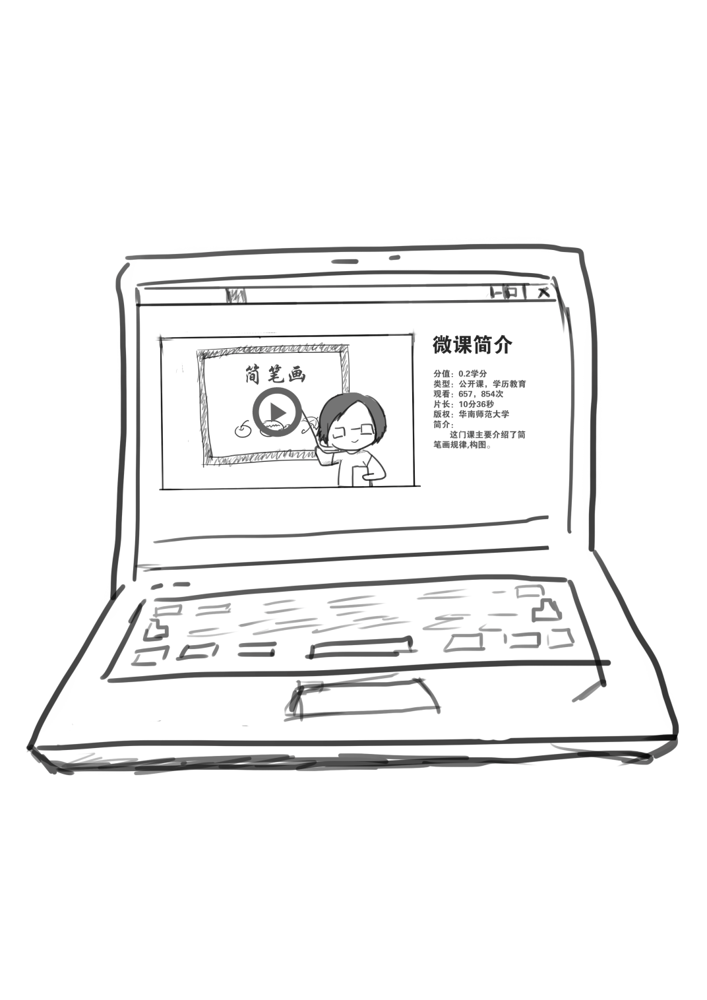 简笔画
微课简介
分值：0.2学分
类型：公开课，学历教育
观看：657，854次
片长：10分36秒
版权：华南师范大学
简介：
这门课主要介绍了简
笔画规律,构图。